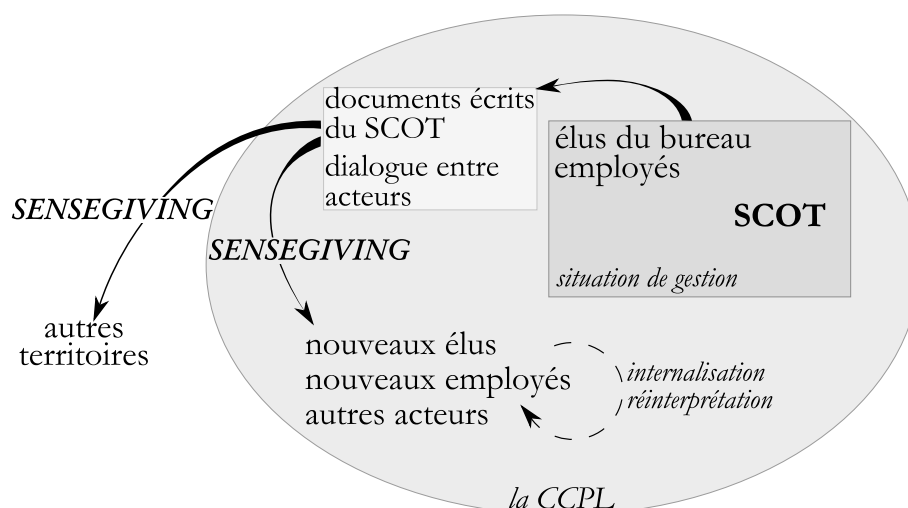 documents écrits
du SCOT
dialogue entre
acteurs
élus du bureau
employés
SCOT
situation de gestion
SENSEGIVING
SENSEGIVING
autres
territoires
nouveaux élus
nouveaux employés
autres acteurs
internalisation
réinterprétation
la CCPL